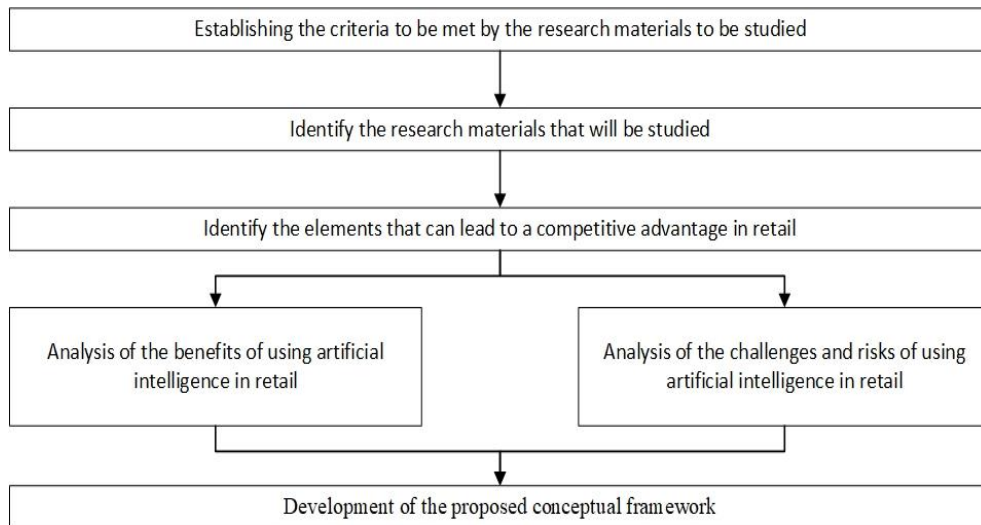 Establishing the criteria to be met by the research materials to be studied
Identify the research materials that will be studied
Identify the elements that can lead to a competitive advantage in retail
Analysis of the benefits of using artificial
intelligence in retail
Analysis of the challenges and risks of using
artificial intelligence in retail
Development of the proposed conceptual framework